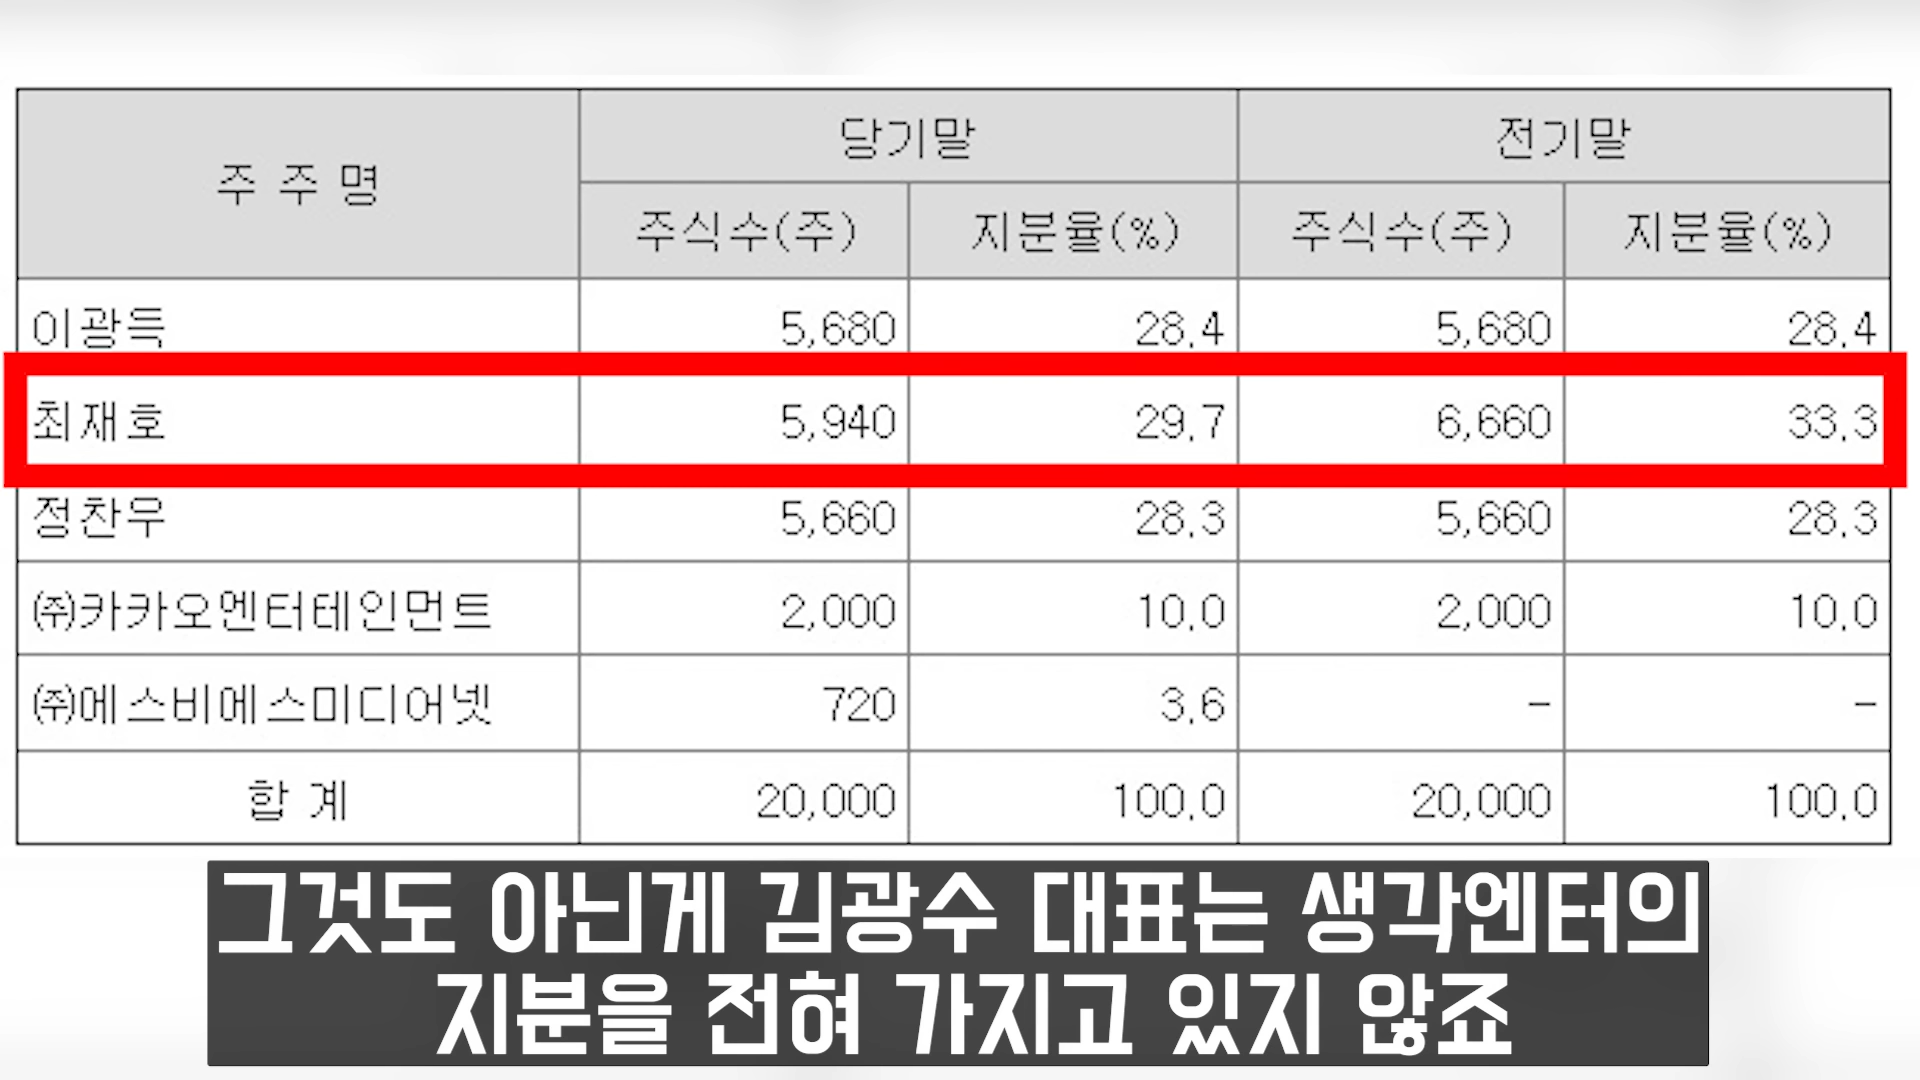 주 주 명 당기말 전기말
주식수(주) 지분율(%) 주식수(주) 지분율(%)
이광득 5,680 28.4 5,680 28.4
최재호 5,940 29.7 6,660 33.3
정찬우 5,660 28.3 5,660 28.3
㈜카카오엔터테인먼트 2,000 10.0 2,000 10.0
㈜에스비에스미디어넷 720 3.6 - -
합 계 20,000 100.0 20,000 100.0
그것도 아닌게 김광수 대표는 생각엔터의
지분을 전혀 가지고 있지 않죠